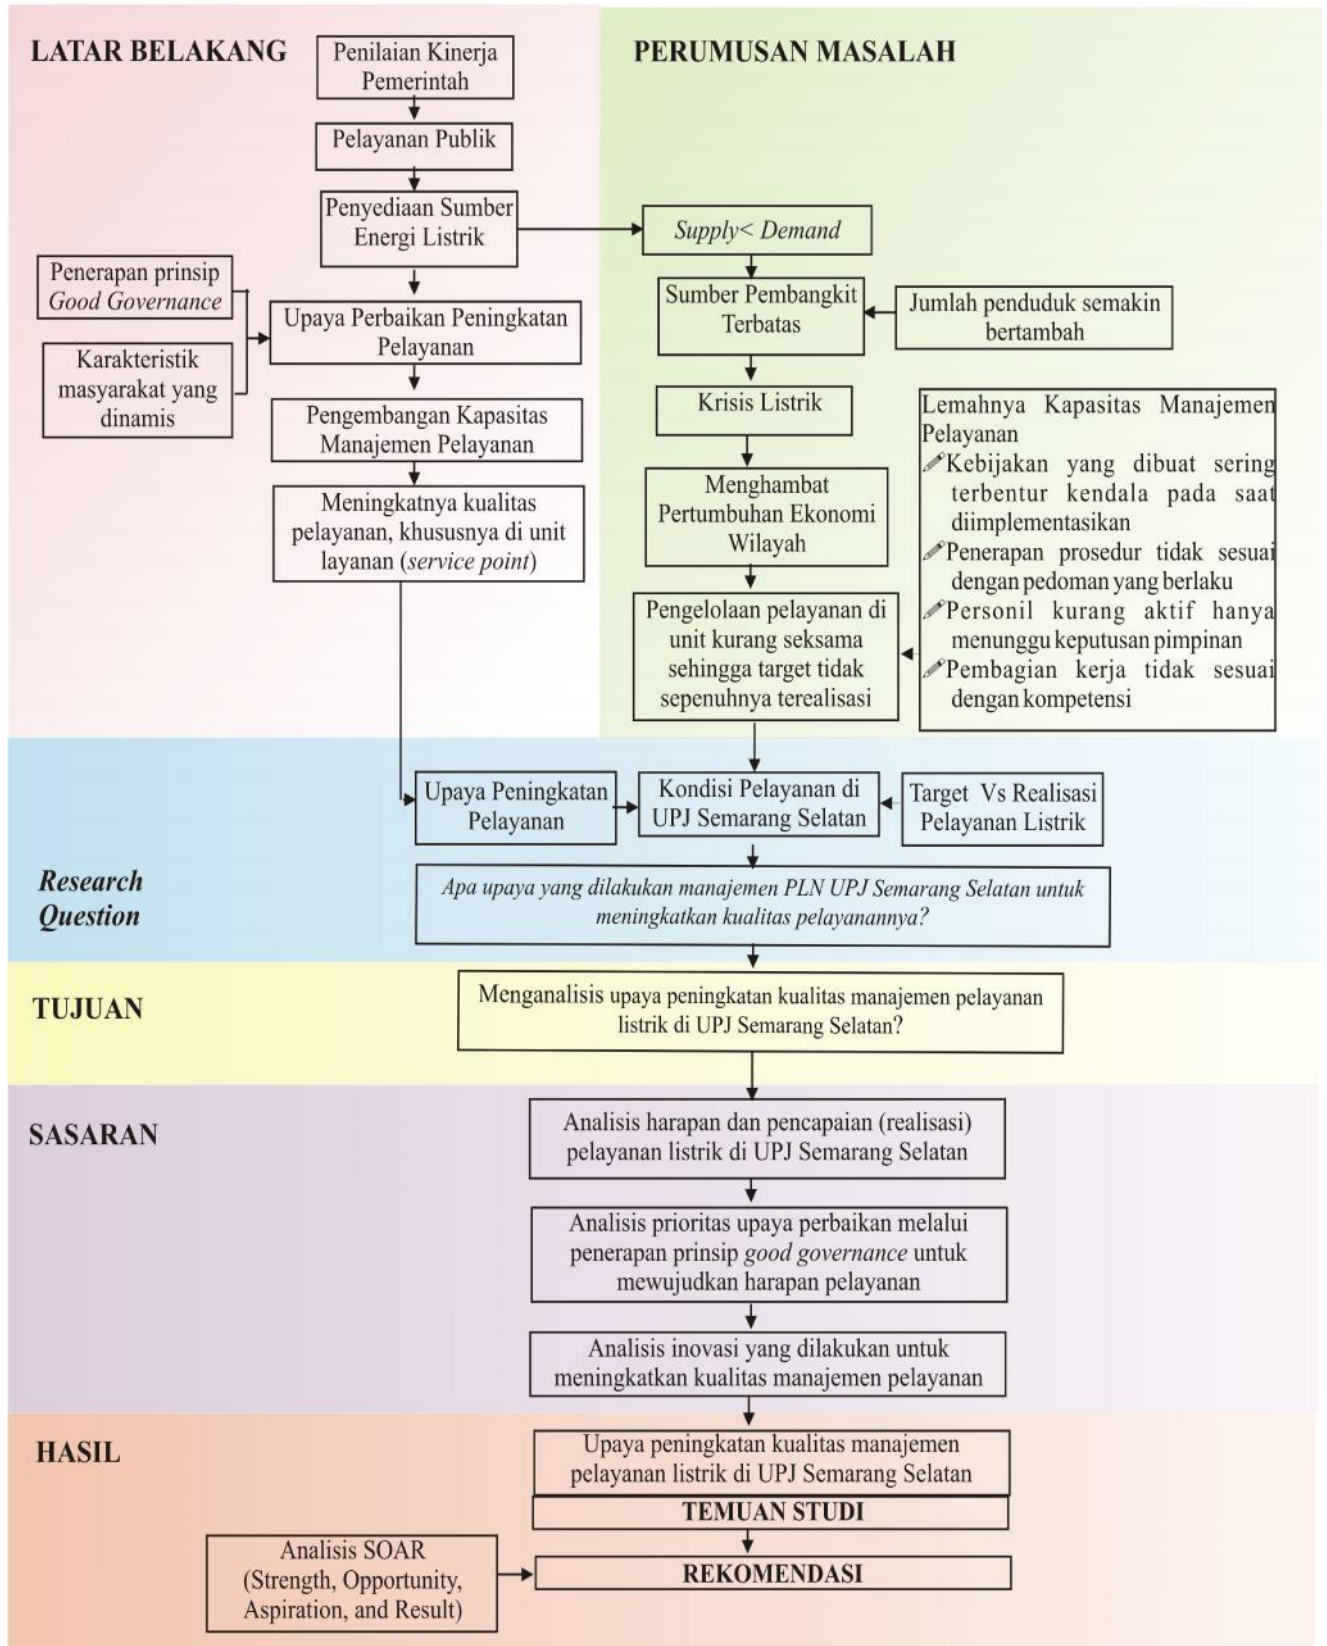 LATAR BELAKANG
Penilaian Kinerja
Pemerintah
Pelayanan Publik
Penyediaan Sumber
Energi Listrik
Penerapan prinsip
Good Governance
Karakteristik
masyarakat yang
dinamis
Upaya Perbaikan Peningkatan
Pelayanan
Pengembangan Kapasitas
Manajemen Pelayanan
Meningkatnya kualitas
pelayanan, khususnya di unit
layanan (service point)
PERUMUSAN MASALAH
Supply< Demand
Sumber Pembangkit
Terbatas
Jumlah penduduk semakin
bertambah
Krisis Listrik
Menghambat
Pertumbuhan Ekonomi
Wilayah
Pengelolaan pelayanan di
unit kurang seksama
sehingga target tidak
sepenuhnya terealisasi
Lemahnya Kapasitas Manajemen
Pelayanan
Kebijakan yang dibuat sering
terbentur kendala pada saat
diimplementasikan
Penerapan prosedur tidak sesuai
dengan pedoman yang berlaku
Personil kurang aktif hanya
menunggu keputusan pimpinan
Pembagian kerja tidak sesuai
dengan kompetensi
Upaya Peningkatan
Pelayanan
Kondisi Pelayanan di
UPJ Semarang Selatan
Target Vs Realisasi
Pelayanan Listrik
Research
Question
Apa upaya yang dilakukan manajemen PLN UPJ Semarang Selatan untuk
meningkatkan kualitas pelayanannya?
TUJUAN
Menganalisis upaya peningkatan kualitas manajemen pelayanan
listrik di UPJ Semarang Selatan?
SASARAN
Analisis harapan dan pencapaian (realisasi)
pelayanan listrik di UPJ Semarang Selatan
Analisis prioritas upaya perbaikan melalui
penerapan prinsip good governance untuk
mewujudkan harapan pelayanan
Analisis inovasi yang dilakukan untuk
meningkatkan kualitas manajemen pelayanan
HASIL
Upaya peningkatan kualitas manajemen
pelayanan listrik di UPJ Semarang Selatan
TEMUAN STUDI
Analisis SOAR
(Strength, Opportunity,
Aspiration, and Result)
REKOMENDASI